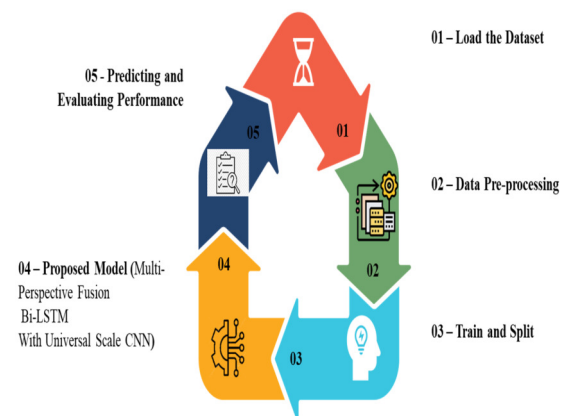 01 – Load the Dataset
05 - Predicting and
Evaluating Performance
05
01
02 – Data Pre-processing
04
02
04 – Proposed Model (Multi-
Perspective Fusion
Bi-LSTM
With Universal Scale CNN)
03 – Train and Split
03